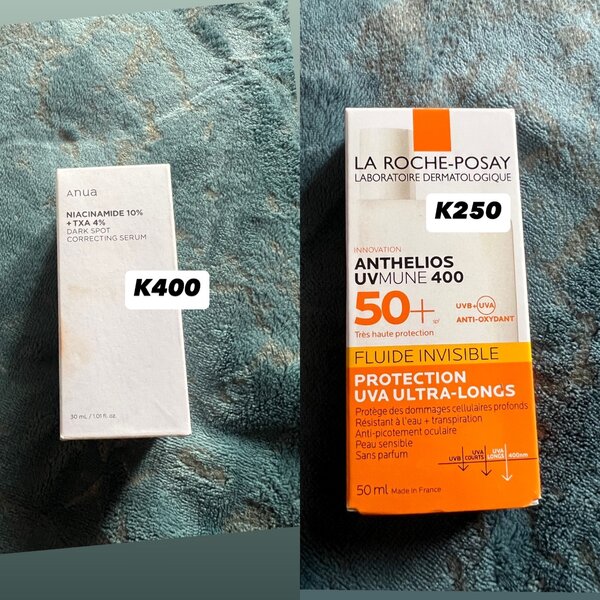 Anua
NIACINAMIDE 10%
+ TXA 4%
DARK SPOT
CORRECTING SERUM
K400
30 mL / 1.01 fl. oz.
LA ROCHE-POSAY
LABORATOIRE DERMATOLOGIQUE
K250
INNOVATION
ANTHELIOS
UVMUNE 400
50+
SPF
UVB+UVA
ANTI-OXYDANT
Très haute protection
FLUIDE INVISIBLE
PROTECTION
UVA ULTRA-LONGS
Protège des dommages cellulaires profonds
Résistant à l'eau + transpiration
Anti-picotement oculaire
Peau sensible
Sans parfum
UVB
UVA
COURTS
UVA
LONGS
400nm
50 ml Made in France